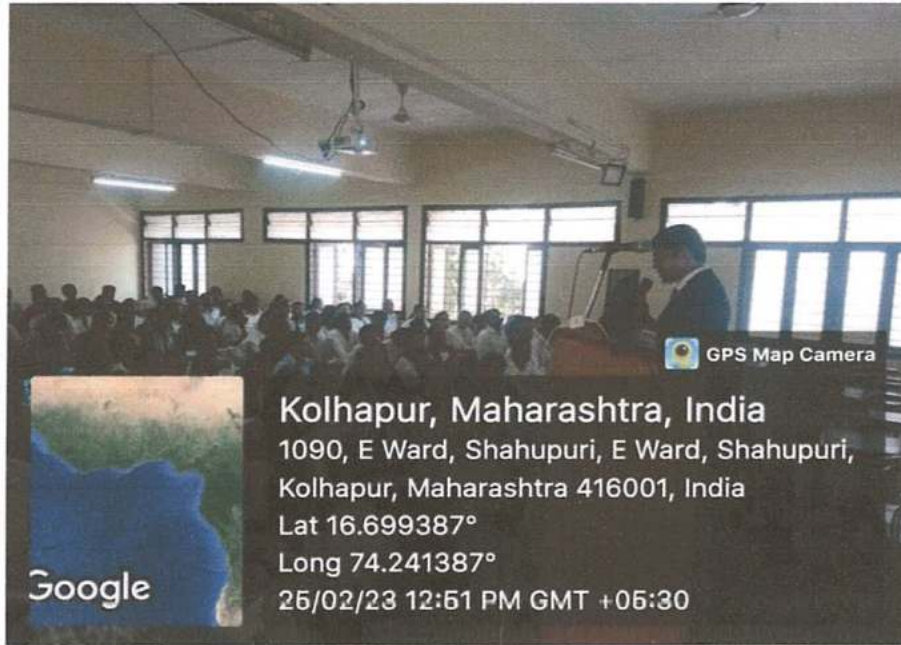 GPS Map Camera
Kolhapur, Maharashtra, India
1090, E Ward, Shahupuri, E Ward, Shahupuri,
Kolhapur, Maharashtra 416001, India
Lat 16.699387°
Long 74.241387°
25/02/23 12:51 PM GMT +05:30
Google